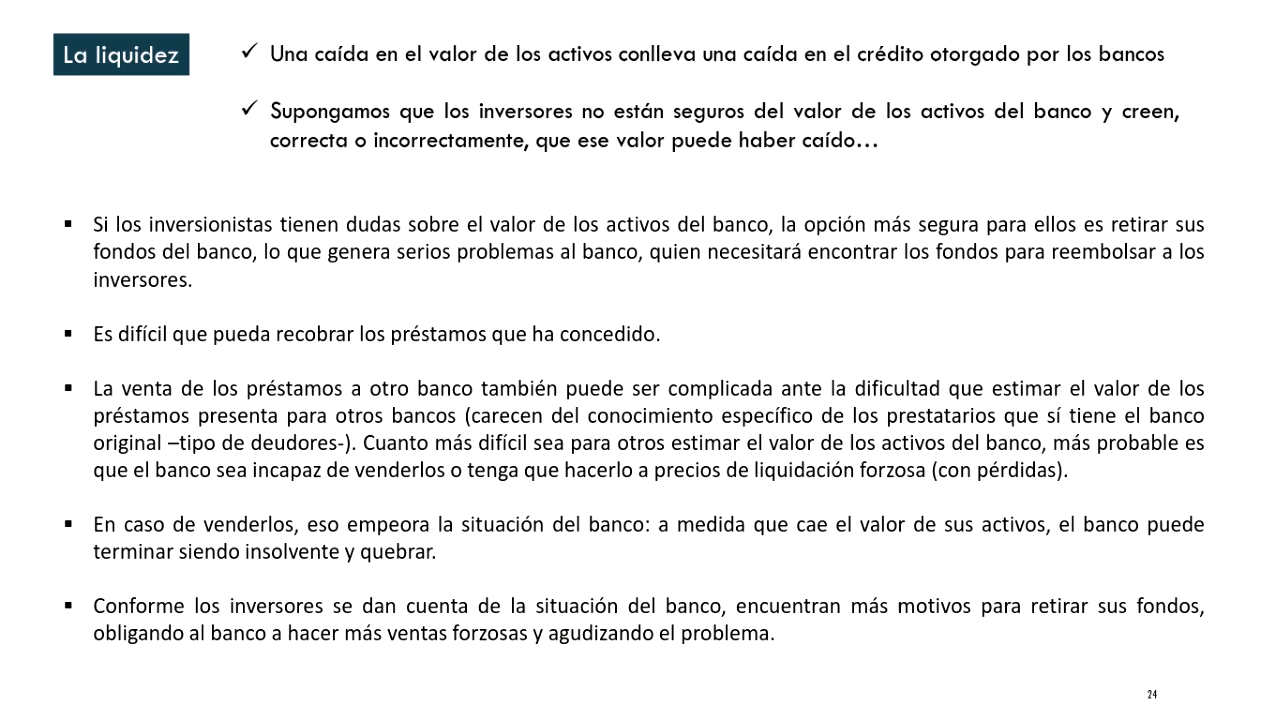 La liquidez
✓ Una caída en el valor de los activos conlleva una caída en el crédito otorgado por los bancos
✓ Supongamos que los inversores no están seguros del valor de los activos del banco y creen,
correcta o incorrectamente, que ese valor puede haber caído…
▪ Si los inversionistas tienen dudas sobre el valor de los activos del banco, la opción más segura para ellos es retirar sus
fondos del banco, lo que genera serios problemas al banco, quien necesitará encontrar los fondos para reembolsar a los
inversores.
▪ Es difícil que pueda recobrar los préstamos que ha concedido.
▪ La venta de los préstamos a otro banco también puede ser complicada ante la dificultad que estimar el valor de los
préstamos presenta para otros bancos (carecen del conocimiento específico de los prestatarios que sí tiene el banco
original –tipo de deudores-). Cuanto más difícil sea para otros estimar el valor de los activos del banco, más probable es
que el banco sea incapaz de venderlos o tenga que hacerlo a precios de liquidación forzosa (con pérdidas).
▪ En caso de venderlos, eso empeora la situación del banco: a medida que cae el valor de sus activos, el banco puede
terminar siendo insolvente y quebrar.
▪ Conforme los inversores se dan cuenta de la situación del banco, encuentran más motivos para retirar sus fondos,
obligando al banco a hacer más ventas forzosas y agudizando el problema.
24